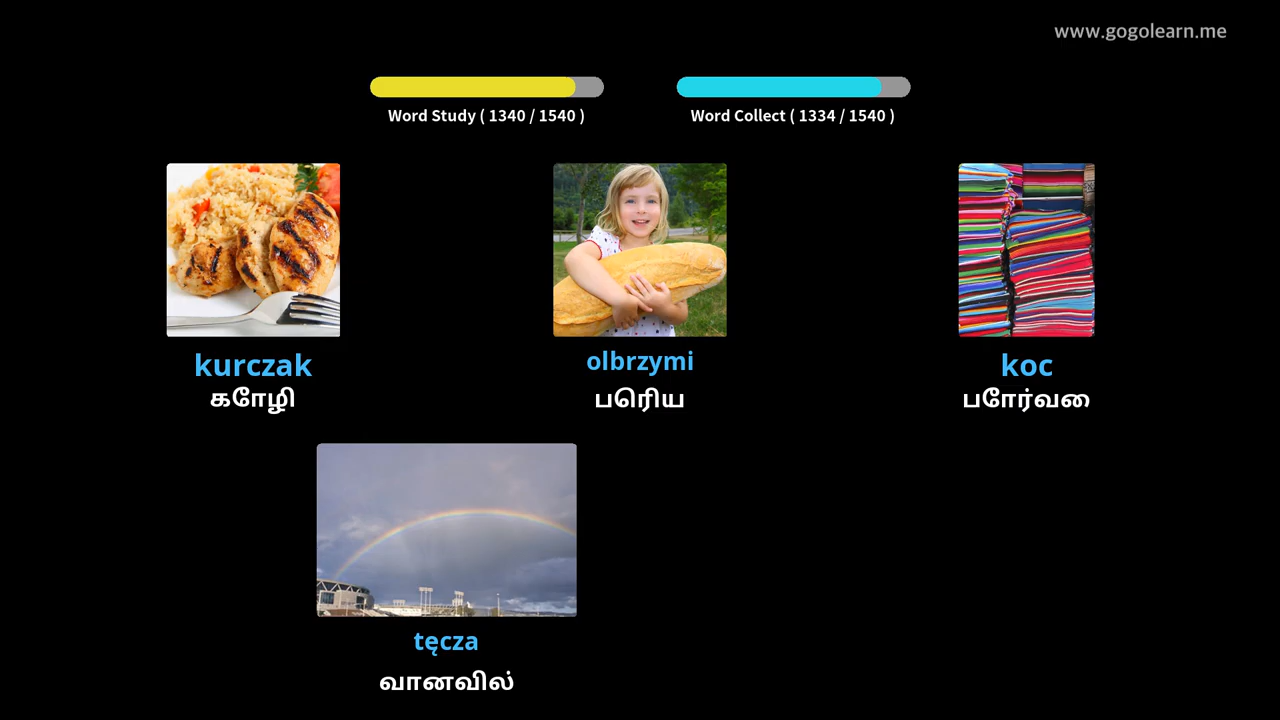 www.gogolearn.me
Word Study ( 1340 / 1540 )
Word Collect ( 1334 / 1540 )
kurczak
கோழி
olbrzymi
பெரிய
koc
போர்வை
tęcza
வானவில்